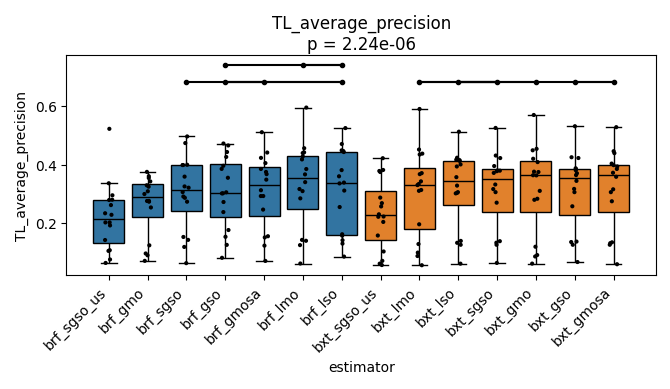 TL_average_precision
p = 2.24e-06
TL_average_precision
0.6
0.4
0.2
brf_sgso_us
brf_gmo
brf_sgso
brf_gso
brf_gmosa
brf_lmo
brf_lso
bxt_sgso_us
bxt_lmo
bxt_lso
bxt_sgso
bxt_gmo
bxt_gso
bxt_gmosa
estimator